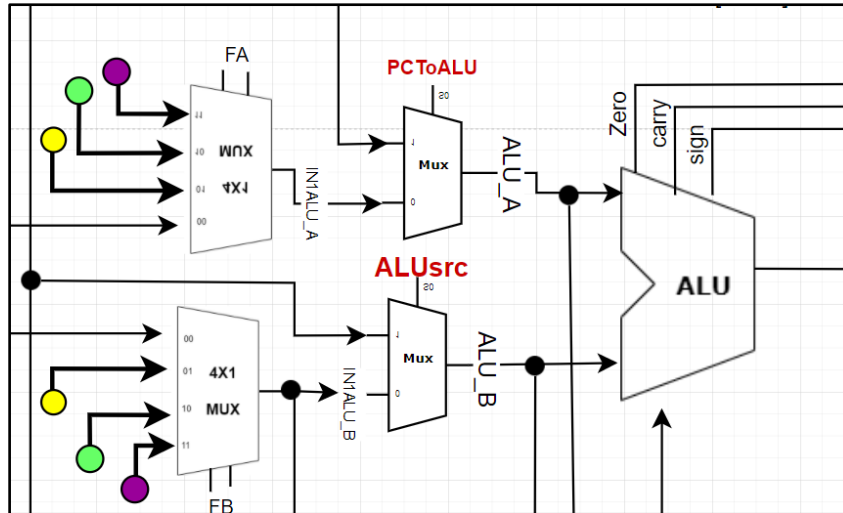 FA
11
10
01
00
MUX
4X1
IN1ALU_A
PCToALU
S0
1
Mux
0
ALU_A
Zero
carry
sign
ALU
ALUsrc
S0
1
Mux
0
ALU_B
00
01
10
11
4X1
MUX
IN1ALU_B
FB